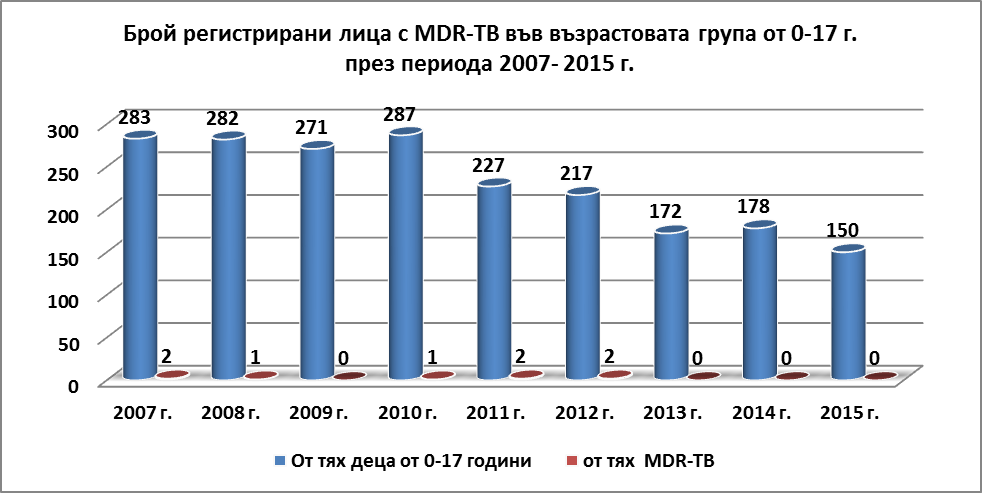 Брой регистрирани лица с MDR-TB във възрастовата група от 0-17 г.
през периода 2007- 2015 г.
283 282 271 287 227 217 172 178 150
300
250
200
150
100
50
0
2 1 0 1 2 2 0 0 0
2007 г. 2008 г. 2009 г. 2010 г. 2011 г. 2012 г. 2013 г. 2014 г. 2015 г.
От тях деца от 0-17 години от тях MDR-TB